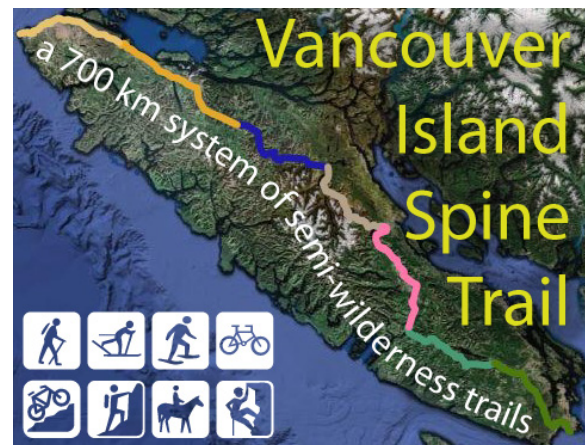 Vancouver
Island
Spine
Trail
a 700 km system of semi-wilderness trails